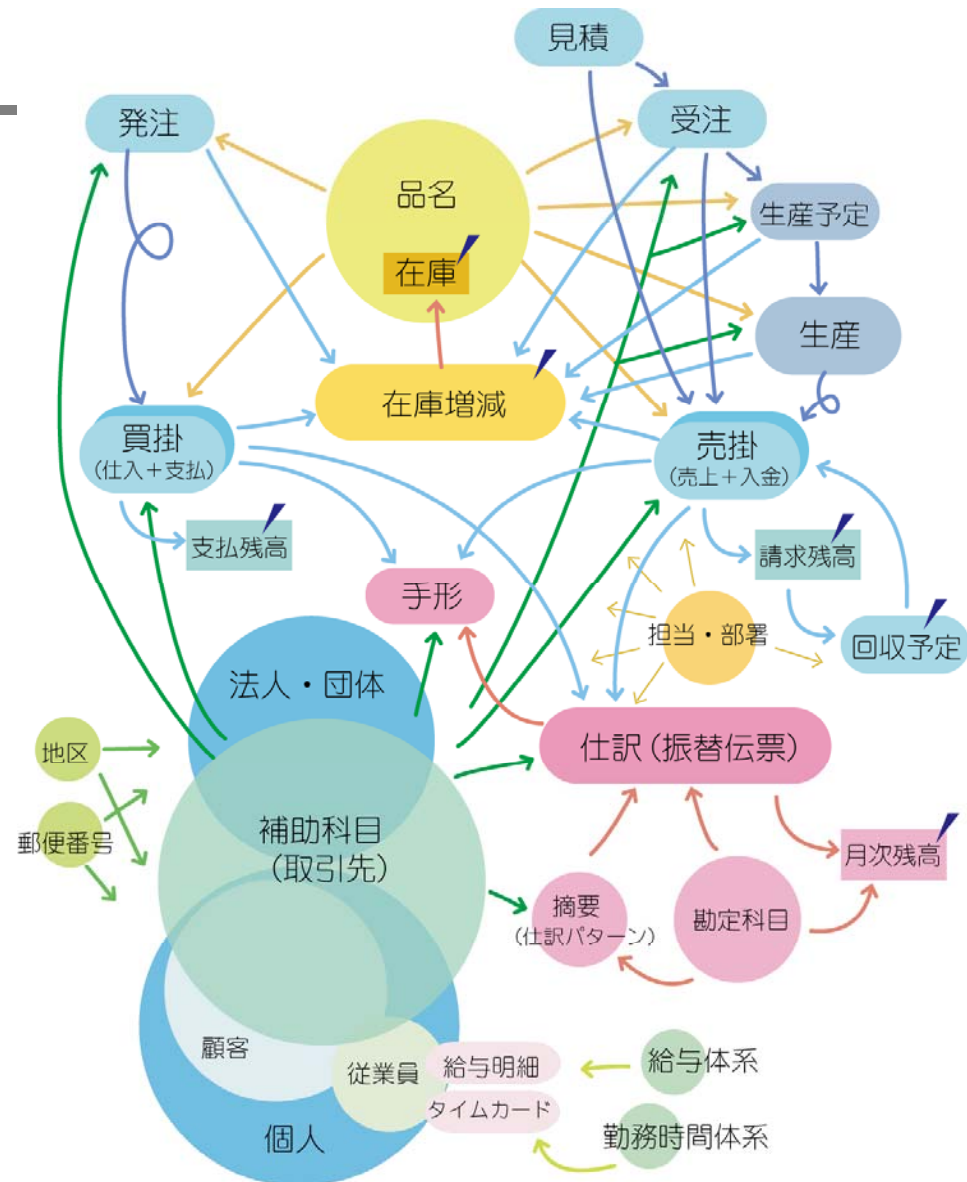 見積
発注
受注
品名
生産予定
在庫
生産
在庫増減
買掛
(仕入+支払)
売掛
(売上+入金)
支払残高
請求残高
手形
担当・部署
回収予定
法人・団体
地区
仕訳(振替伝票)
郵便番号
補助科目
(取引先)
月次残高
摘要
(仕訳パターン)
勘定科目
顧客
従業員
給与明細
給与体系
タイムカード
個人
勤務時間体系